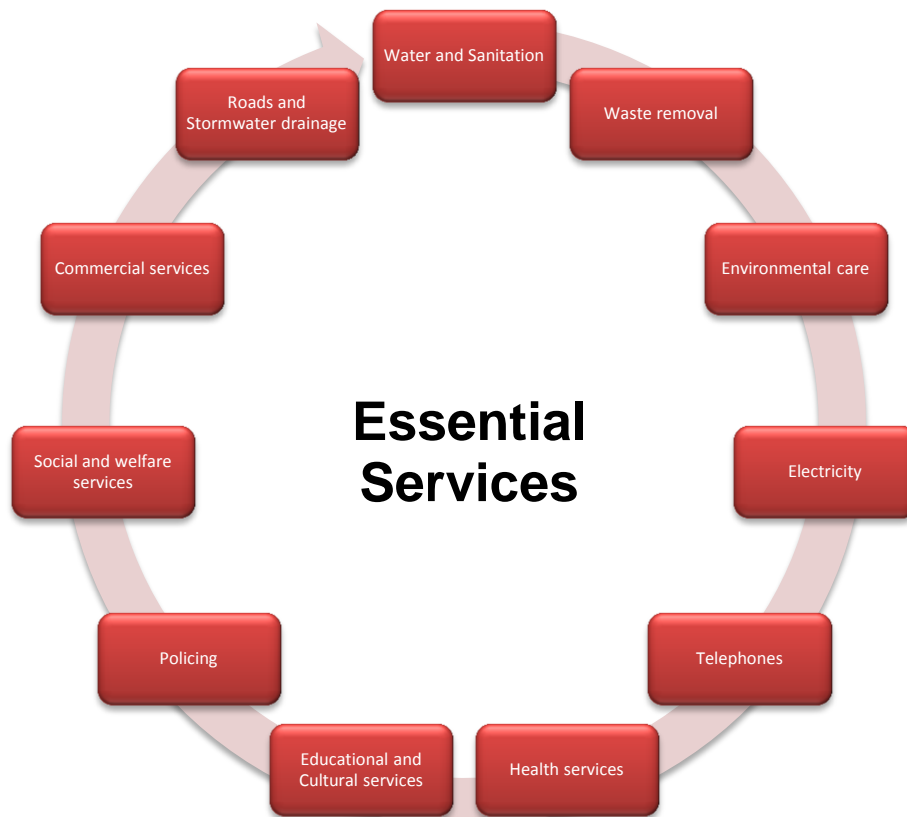 Water and Sanitation
Waste removal
Environmental care
Electricity
Telephones
Health services
Educational and
Cultural services
Policing
Social and welfare
services
Commercial services
Roads and
Stormwater drainage
Essential
Services